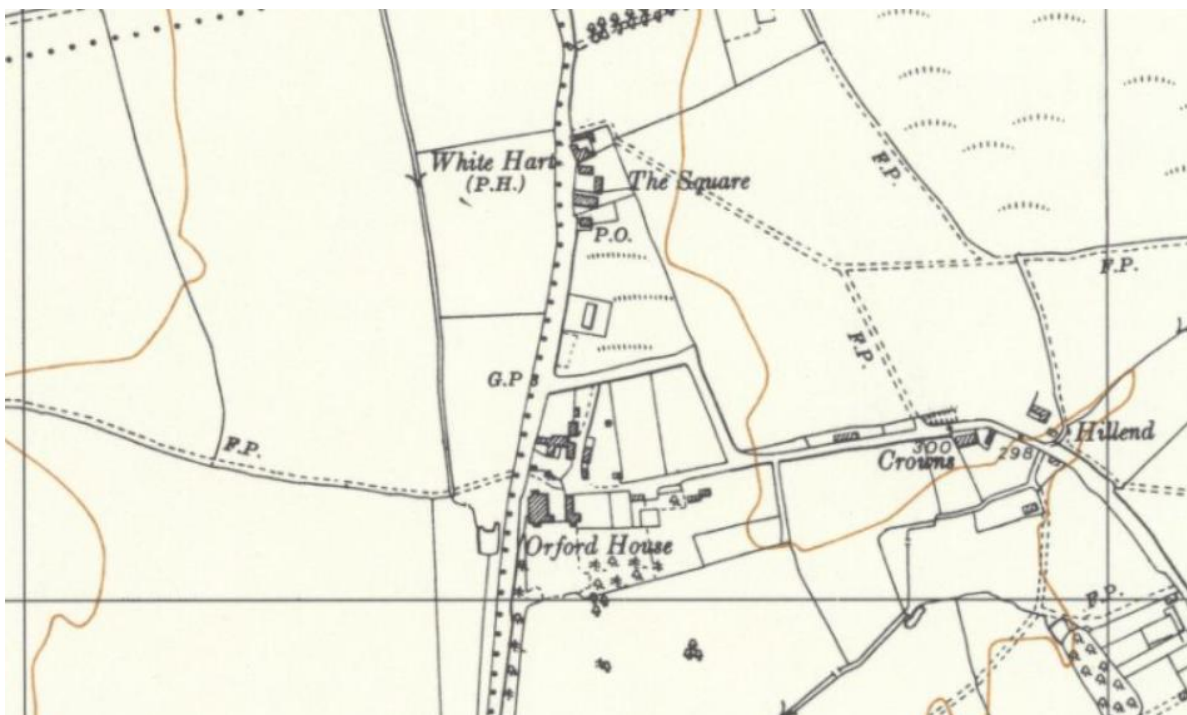 F.P.
White Hart
(P.H.)
The Square
P.O.
F.P.
F.P.
G.P
F.P.
300
298
Hillend
Crowns
Orford House
F.P.